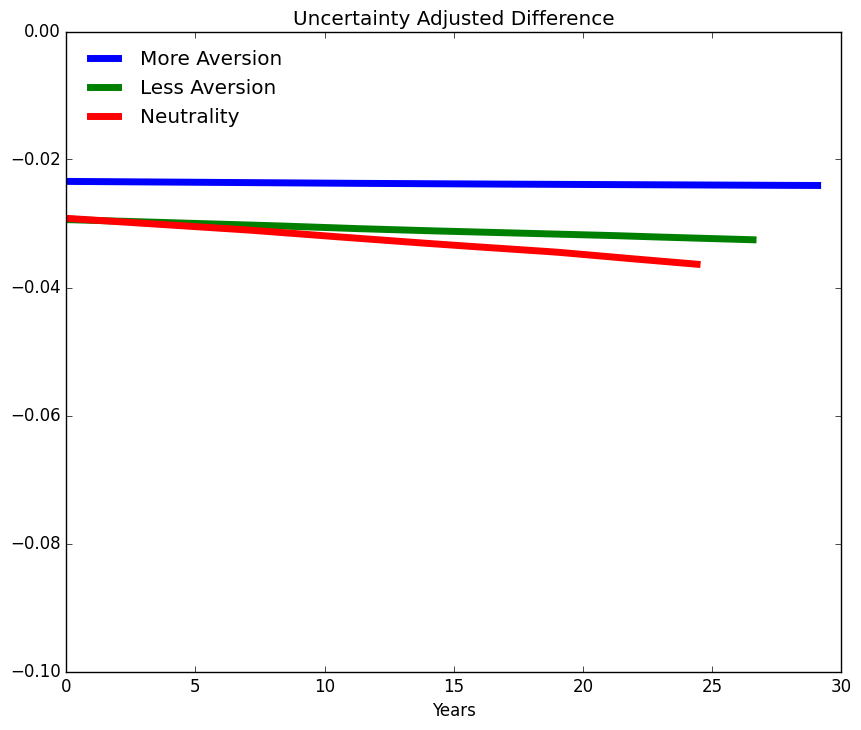 Uncertainty Adjusted Difference
0.00
More Aversion
Less Aversion
Neutrality
−0.02
−0.04
−0.06
−0.08
−0.10
0 5 10 15 20 25 30
Years